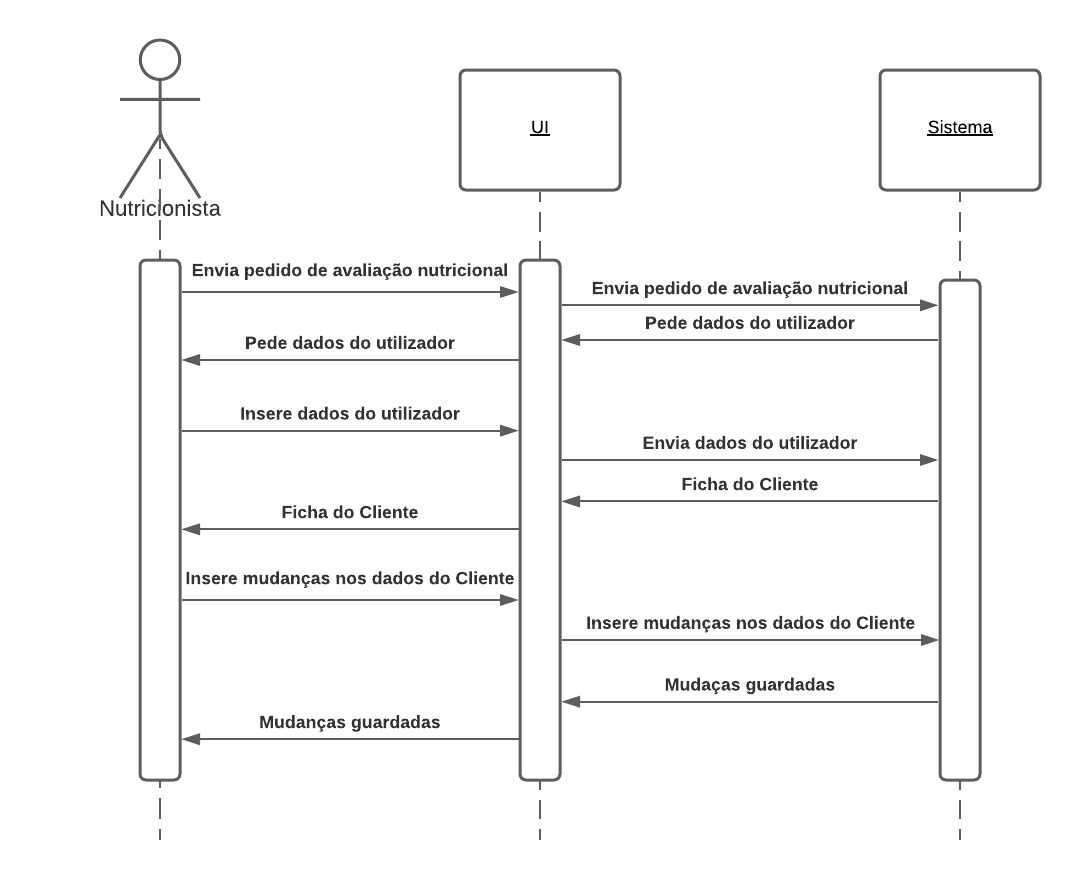 UI
Sistema
Nutricionista
Envia pedido de avaliação nutricional
Envia pedido de avaliação nutricional
Pede dados do utilizador
Pede dados do utilizador
Insere dados do utilizador
Envia dados do utilizador
Ficha do Cliente
Ficha do Cliente
Insere mudanças nos dados do Cliente
Insere mudanças nos dados do Cliente
Mudaças guardadas
Mudanças guardadas